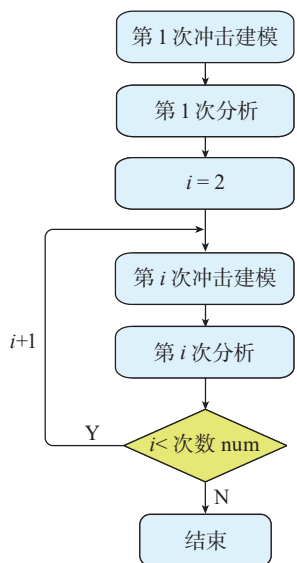 第1次冲击建模
第1次分析
i = 2
第 i 次冲击建模
i+1
第 i 次分析
Y
i< 次数 num
N
结束